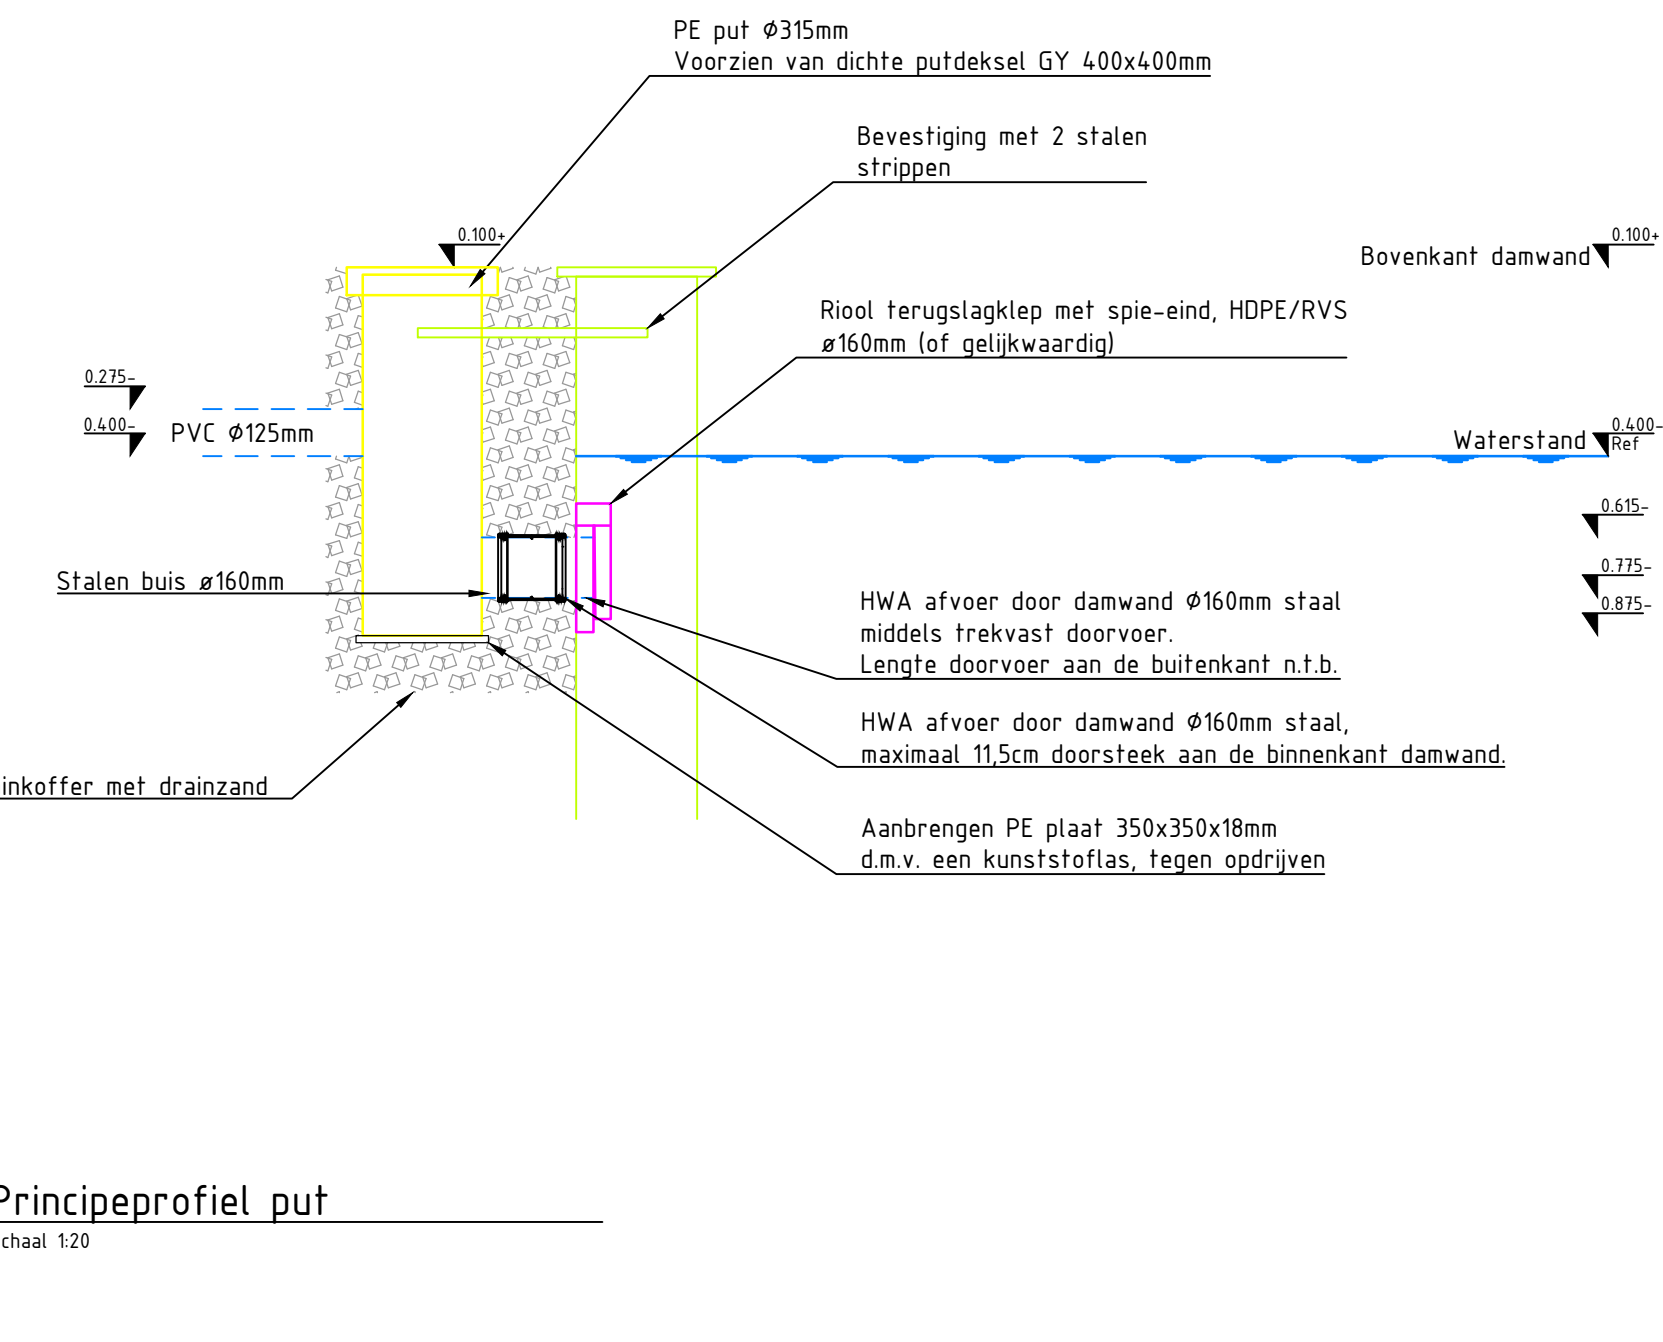 PE put Ø315mm
Voorzien van dichte putdeksel GY 400x400mm
Bevestiging met 2 stalen
strippen
0.100+
0.100+
Bovenkant damwand
Riool terugslagklep met spie-eind, HDPE/RVS
ø160mm (of gelijkwaardig)
0.275-
0.400-
PVC Ø125mm
Waterstand
0.400-
Ref
0.615-
0.775-
0.875-
Stalen buis ø160mm
HWA afvoer door damwand Ø160mm staal
middels trekvast doorvoer.
Lengte doorvoer aan de buitenkant n.t.b.
HWA afvoer door damwand Ø160mm staal,
maximaal 11,5cm doorsteek aan de binnenkant damwand.
inkoffer met drainzand
Aanbrengen PE plaat 350x350x18mm
d.m.v. een kunststoflas, tegen opdrijven
Principeprofiel put
chaal 1:20